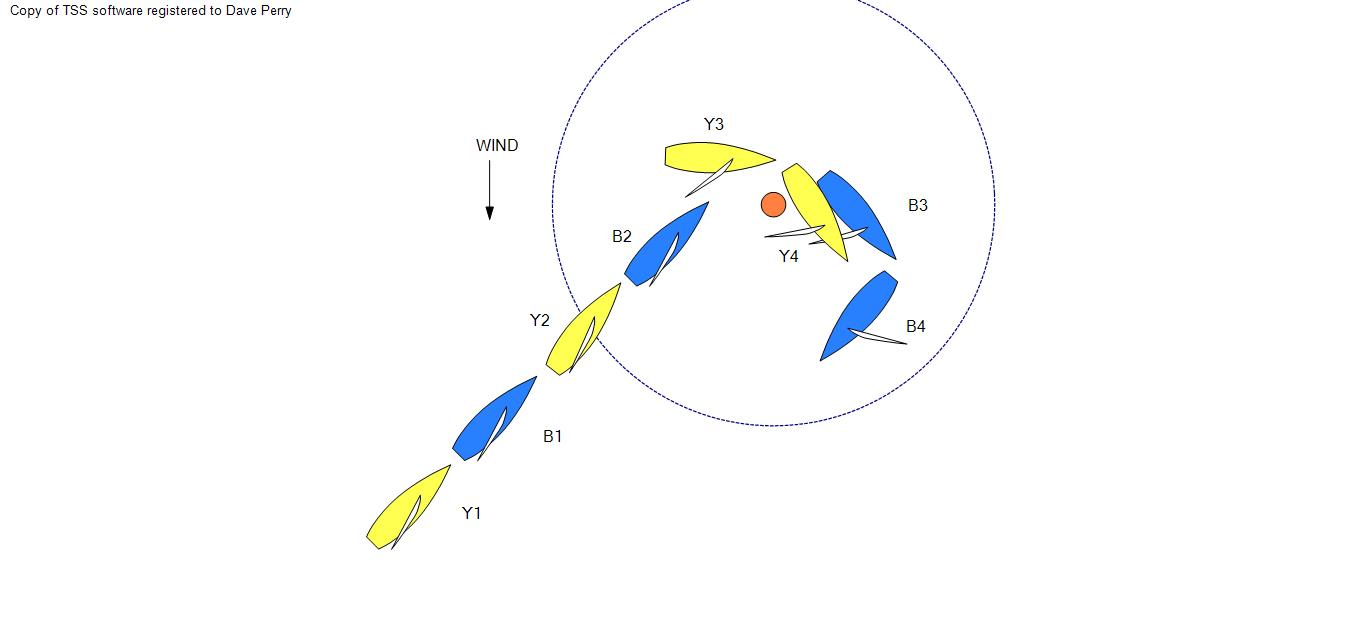 Copy of TSS software registered to Dave Perry
Y3
WIND
B3
B2
Y4
Y2
B4
B1
Y1